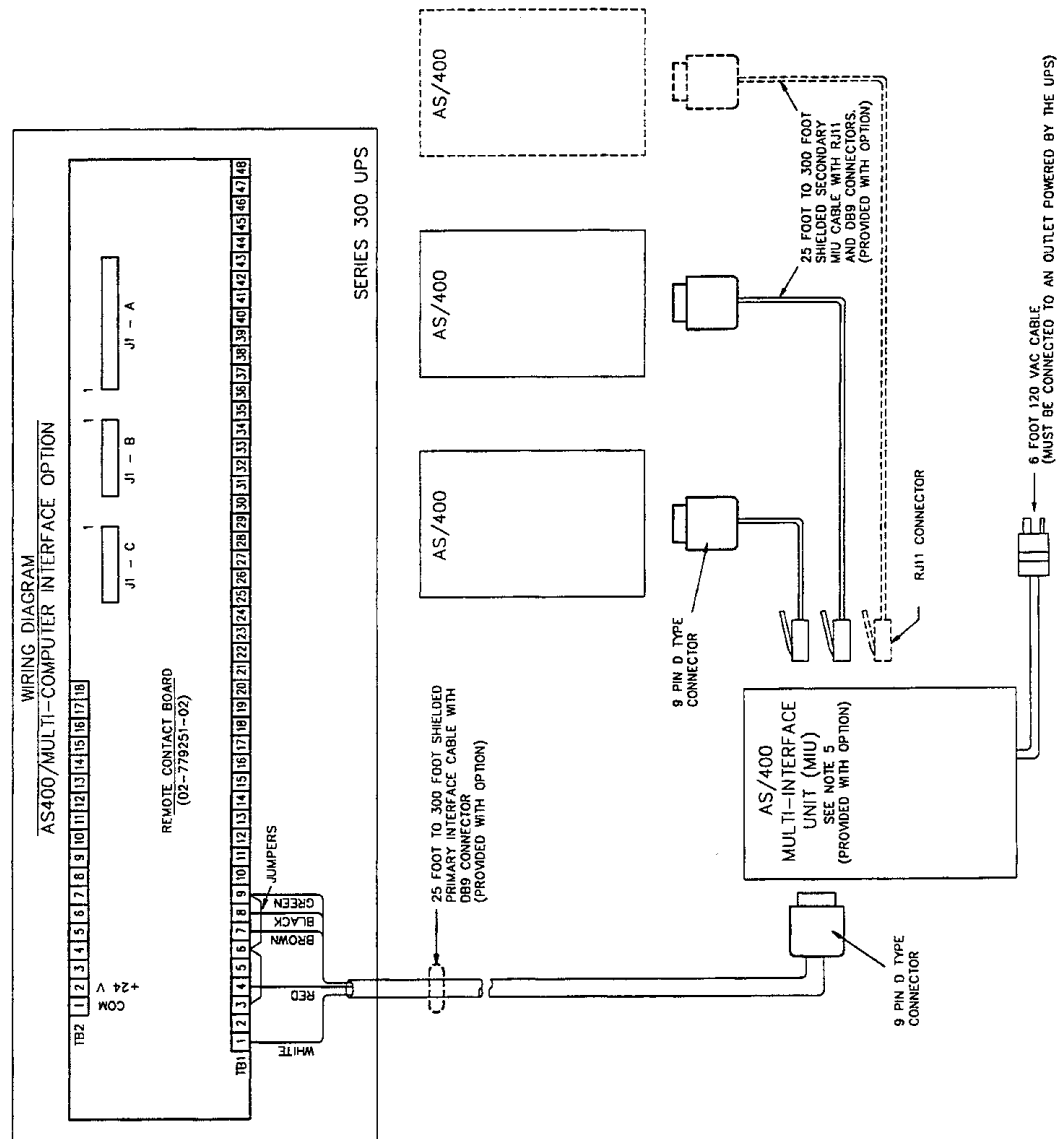 WIRING DIAGRAM
AS400/MULTI-COMPUTER INTERFACE OPTION
TB2
1 2 3 4 5 6 7 8 9 10 11 12 13 14 15 16 17 18
COM
+24 V
J1 - C
1
J1 - B
1
J1 - A
1
REMOTE CONTACT BOARD
(02-779251-02)
TB1
1 2 3 4 5 6 7 8 9 10 11 12 13 14 15 16 17 18 19 20 21 22 23 24 25 26 27 28 29 30 31 32 33 34 35 36 37 38 39 40 41 42 43 44 45 46 47 48
WHITE
RED
BROWN
BLACK
GREEN
JUMPERS
SERIES 300 UPS
25 FOOT TO 300 FOOT SHIELDED
PRIMARY INTERFACE CABLE WITH
DB9 CONNECTOR
(PROVIDED WITH OPTION)
AS/400
AS/400
AS/400
9 PIN D TYPE
CONNECTOR
25 FOOT TO 300 FOOT
SHIELDED SECONDARY
MIU CABLE WITH RJ11
AND DB9 CONNECTORS.
(PROVIDED WITH OPTION)
RJ11 CONNECTOR
AS/400
MULTI-INTERFACE
UNIT (MIU)
SEE NOTE 5
(PROVIDED WITH OPTION)
9 PIN D TYPE
CONNECTOR
6 FOOT 120 VAC CABLE
(MUST BE CONNECTED TO AN OUTLET POWERED BY THE UPS)